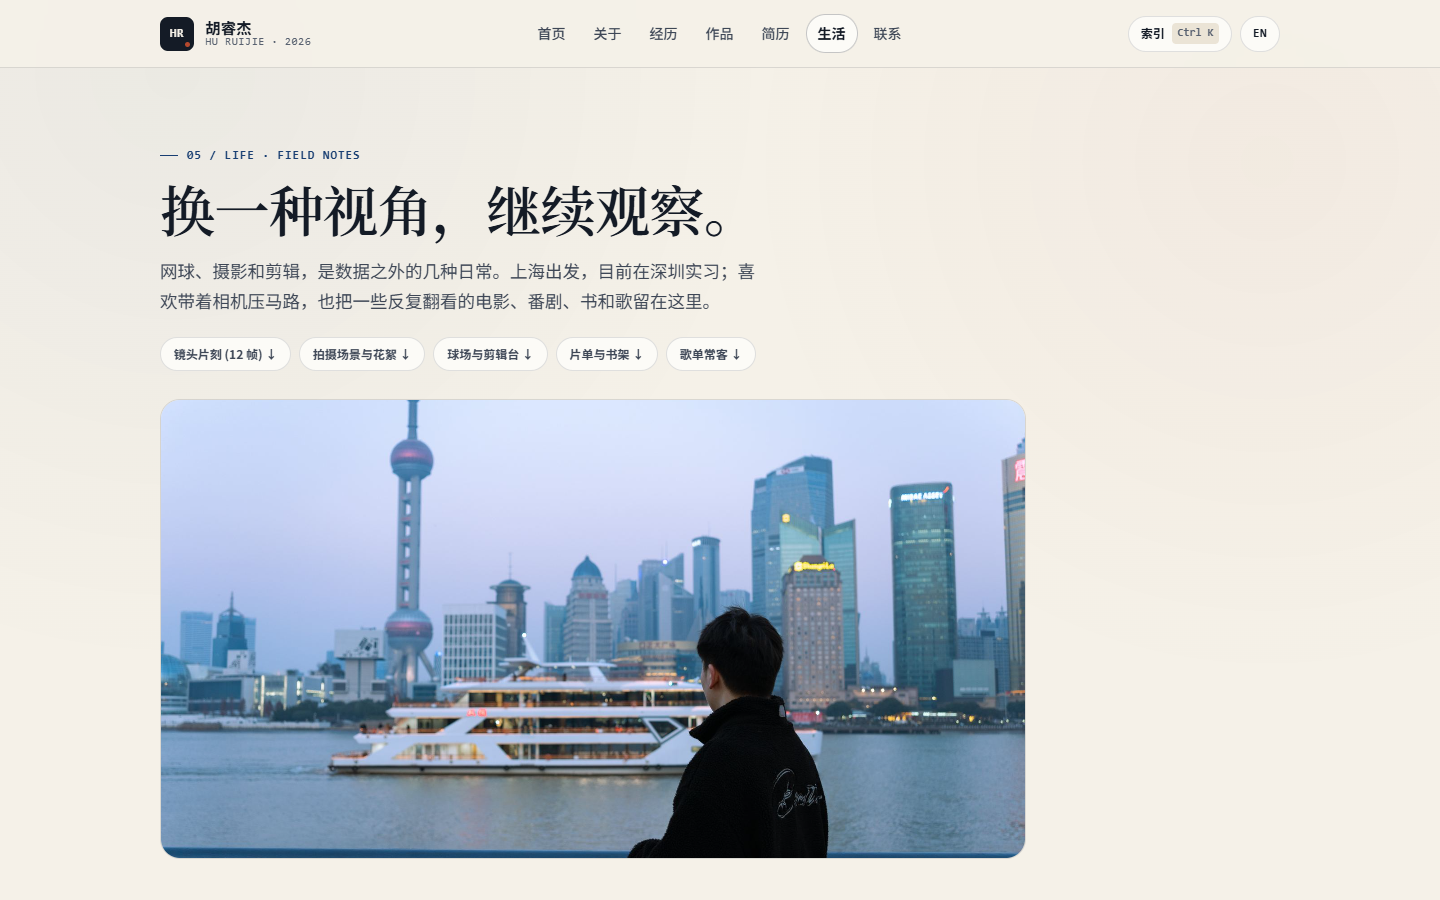 HR
胡睿杰
HU RUIJIE · 2026
首页
关于
经历
作品
简历
生活
联系
索引 Ctrl K
EN
05 / LIFE · FIELD NOTES
换一种视角，继续观察。
网球、摄影和剪辑，是数据之外的几种日常。上海出发，目前在深圳实习；喜
欢带着相机压马路，也把一些反复翻看的电影、番剧、书和歌留在这里。
镜头片刻 (12 帧) ↓
拍摄场景与花絮 ↓
球场与剪辑台 ↓
片单与书架 ↓
歌单常客 ↓